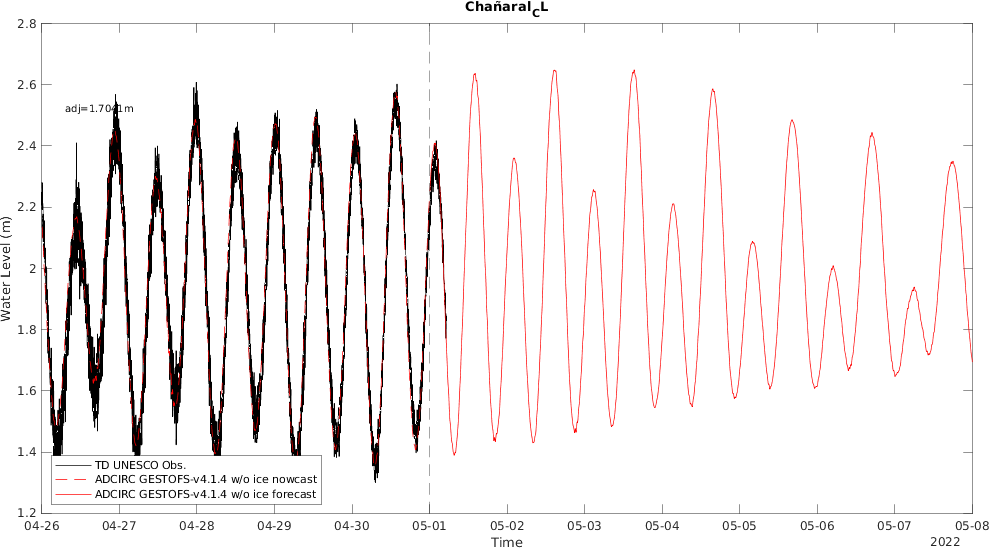 Chañaral_CL
2.8
2.6
2.4
2.2
2
1.8
1.6
1.4
1.2
Water Level (m)
adj=1.7041m
TD UNESCO Obs.
ADCIRC GESTOFS-v4.1.4 w/o ice nowcast
ADCIRC GESTOFS-v4.1.4 w/o ice forecast
04-26 04-27 04-28 04-29 04-30 05-01 05-02 05-03 05-04 05-05 05-06 05-07 05-08
Time
2022